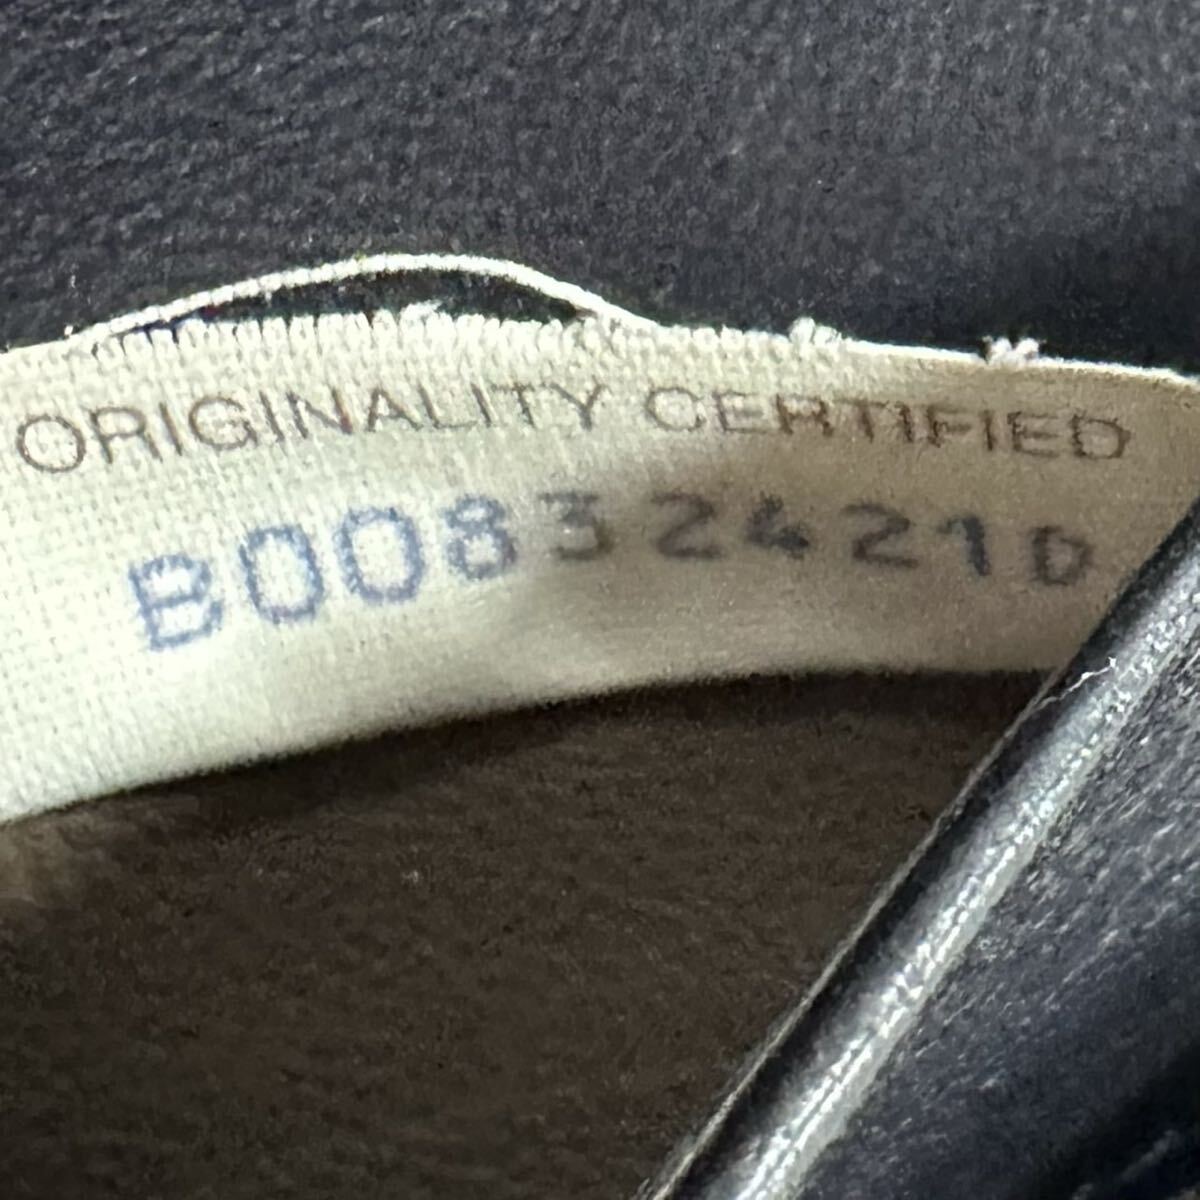 ORIGINALITY CERTIFIED
B00832421D